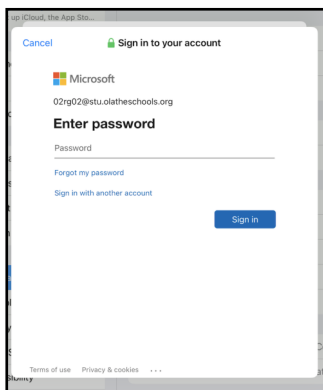 up iCloud, the App Sto...
Cancel
Sign in to your account
Microsoft
02rg02@stu.olatheschools.org
Enter password
Password
Forgot my password
Sign in with another account
Sign in
Terms of use Privacy & cookies ...